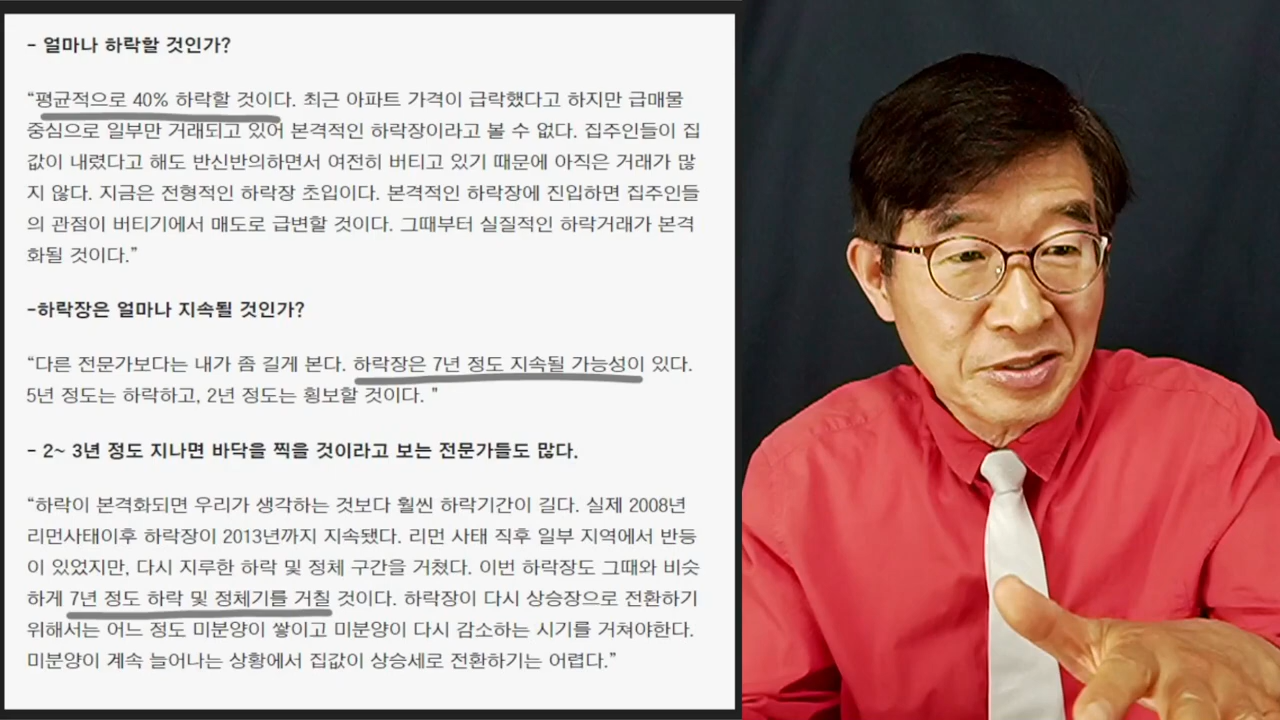 - 얼마나 하락할 것인가?
“평균적으로 40% 하락할 것이다. 최근 아파트 가격이 급락했다고 하지만 급매물
중심으로 일부만 거래되고 있어 본격적인 하락장이라고 볼 수 없다. 집주인들이 집
값이 내렸다고 해도 반신반의하면서 여전히 버티고 있기 때문에 아직은 거래가 많
지 않다. 지금은 전형적인 하락장 초입이다. 본격적인 하락장에 진입하면 집주인들
의 관점이 버티기에서 매도로 급변할 것이다. 그때부터 실질적인 하락거래가 본격
화될 것이다.”
-하락장은 얼마나 지속될 것인가?
“다른 전문가보다는 내가 좀 길게 본다. 하락장은 7년 정도 지속될 가능성이 있다.
5년 정도는 하락하고, 2년 정도는 횡보할 것이다. ”
- 2~ 3년 정도 지나면 바닥을 찍을 것이라고 보는 전문가들도 많다.
“하락이 본격화되면 우리가 생각하는 것보다 훨씬 하락기간이 길다. 실제 2008년
리먼사태이후 하락장이 2013년까지 지속됐다. 리먼 사태 직후 일부 지역에서 반등
이 있었지만, 다시 지루한 하락 및 정체 구간을 거쳤다. 이번 하락장도 그때와 비슷
하게 7년 정도 하락 및 정체기를 거칠 것이다. 하락장이 다시 상승장으로 전환하기
위해서는 어느 정도 미분양이 쌓이고 미분양이 다시 감소하는 시기를 거쳐야한다.
미분양이 계속 늘어나는 상황에서 집값이 상승세로 전환하기는 어렵다.”